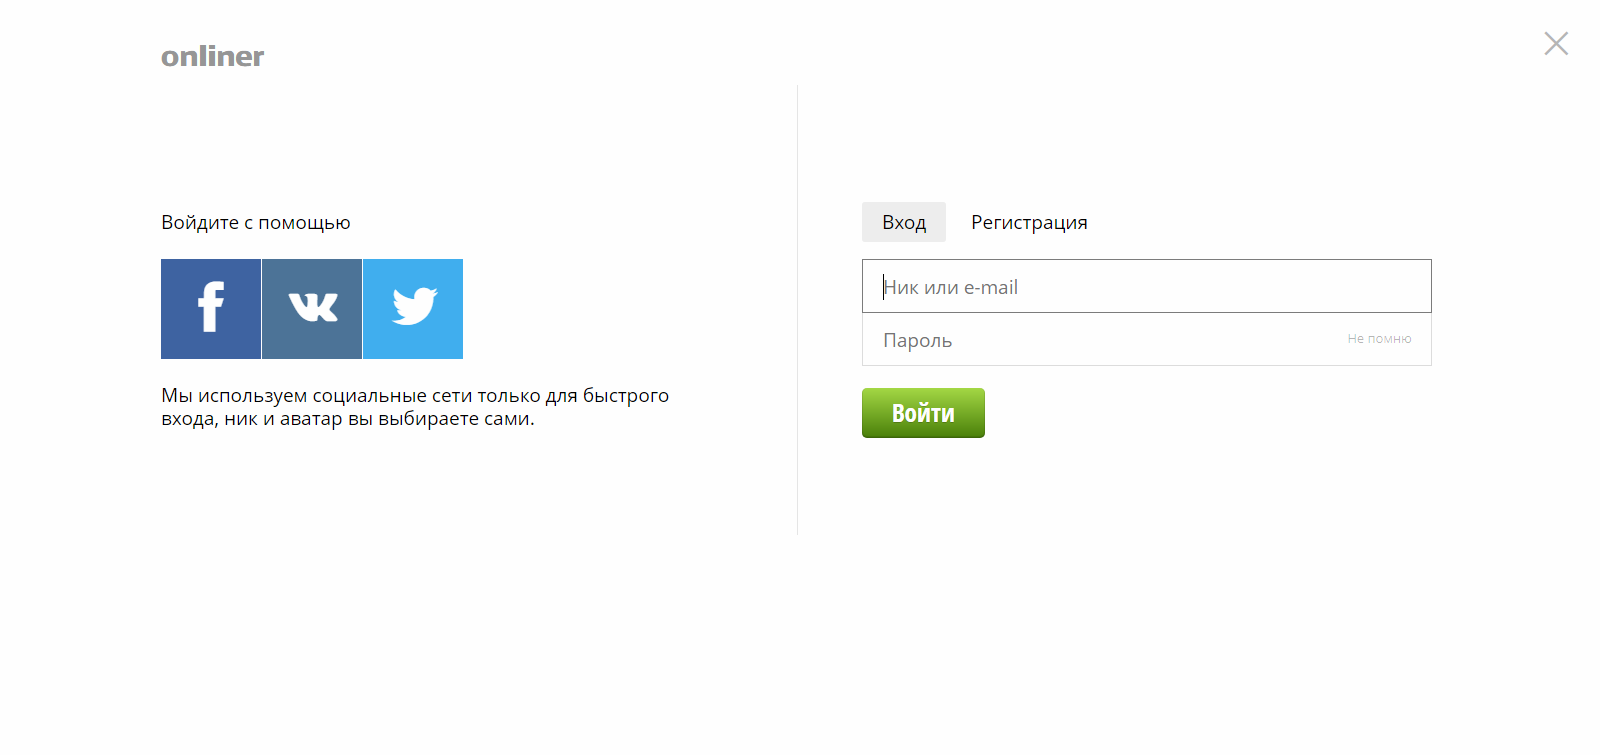 onliner
Войдите с помощью
Мы используем социальные сети только для быстрого
входа, ник и аватар вы выбираете сами.
Вход
Регистрация
Ник или e-mail
Пароль
Не помню
Войти